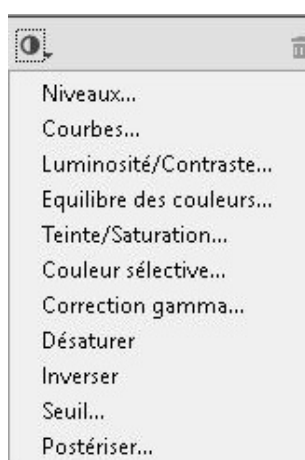 Niveaux...
Courbes...
Luminosité/Contraste...
Equilibre des couleurs...
Teinte/Saturation...
Couleur sélective...
Correction gamma...
Désaturer
Inverser
Seuil...
Postériser...